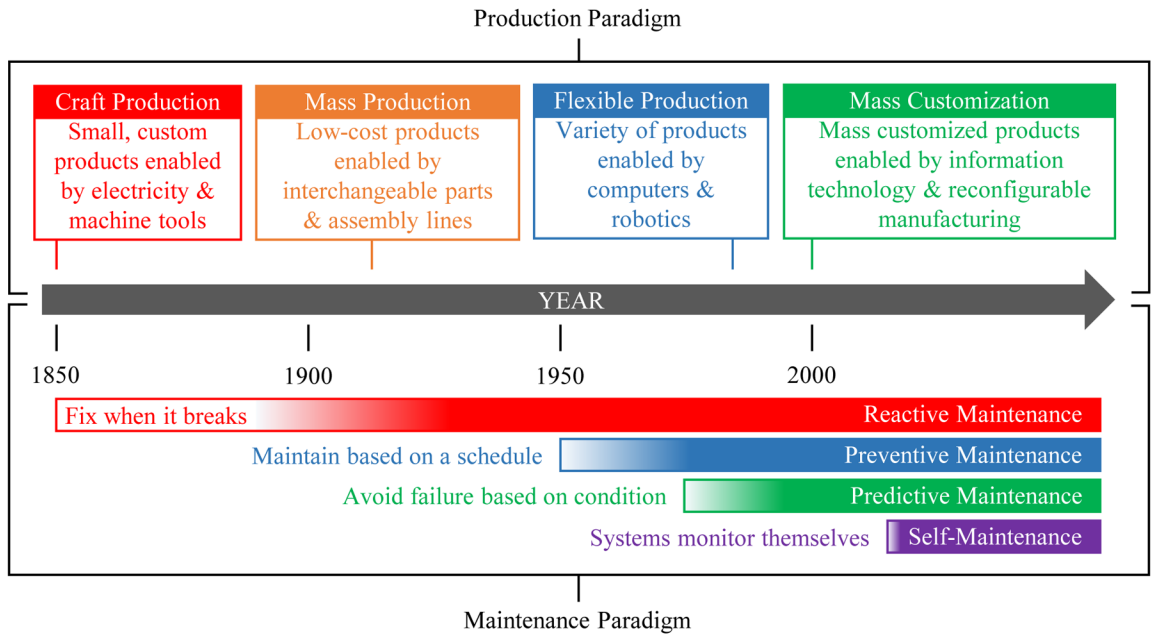 Production Paradigm
Craft Production
Small, custom
products enabled
by electricity &
machine tools
Mass Production
Low-cost products
enabled by
interchangeable parts
& assembly lines
Flexible Production
Variety of products
enabled by
computers &
robotics
Mass Customization
Mass customized products
enabled by information
technology & reconfigurable
manufacturing
YEAR
1850
1900
1950
2000
Fix when it breaks
Reactive Maintenance
Maintain based on a schedule
Preventive Maintenance
Avoid failure based on condition
Predictive Maintenance
Systems monitor themselves
Self-Maintenance
Maintenance Paradigm